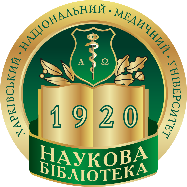 ХАРКІВСЬКИЙ · НАЦІОНАЛЬНИЙ · МЕДИЧНИЙ · УНІВЕРСИТЕТ
Α Ω
1920
НАУКОВА
БІБЛІОТЕКА